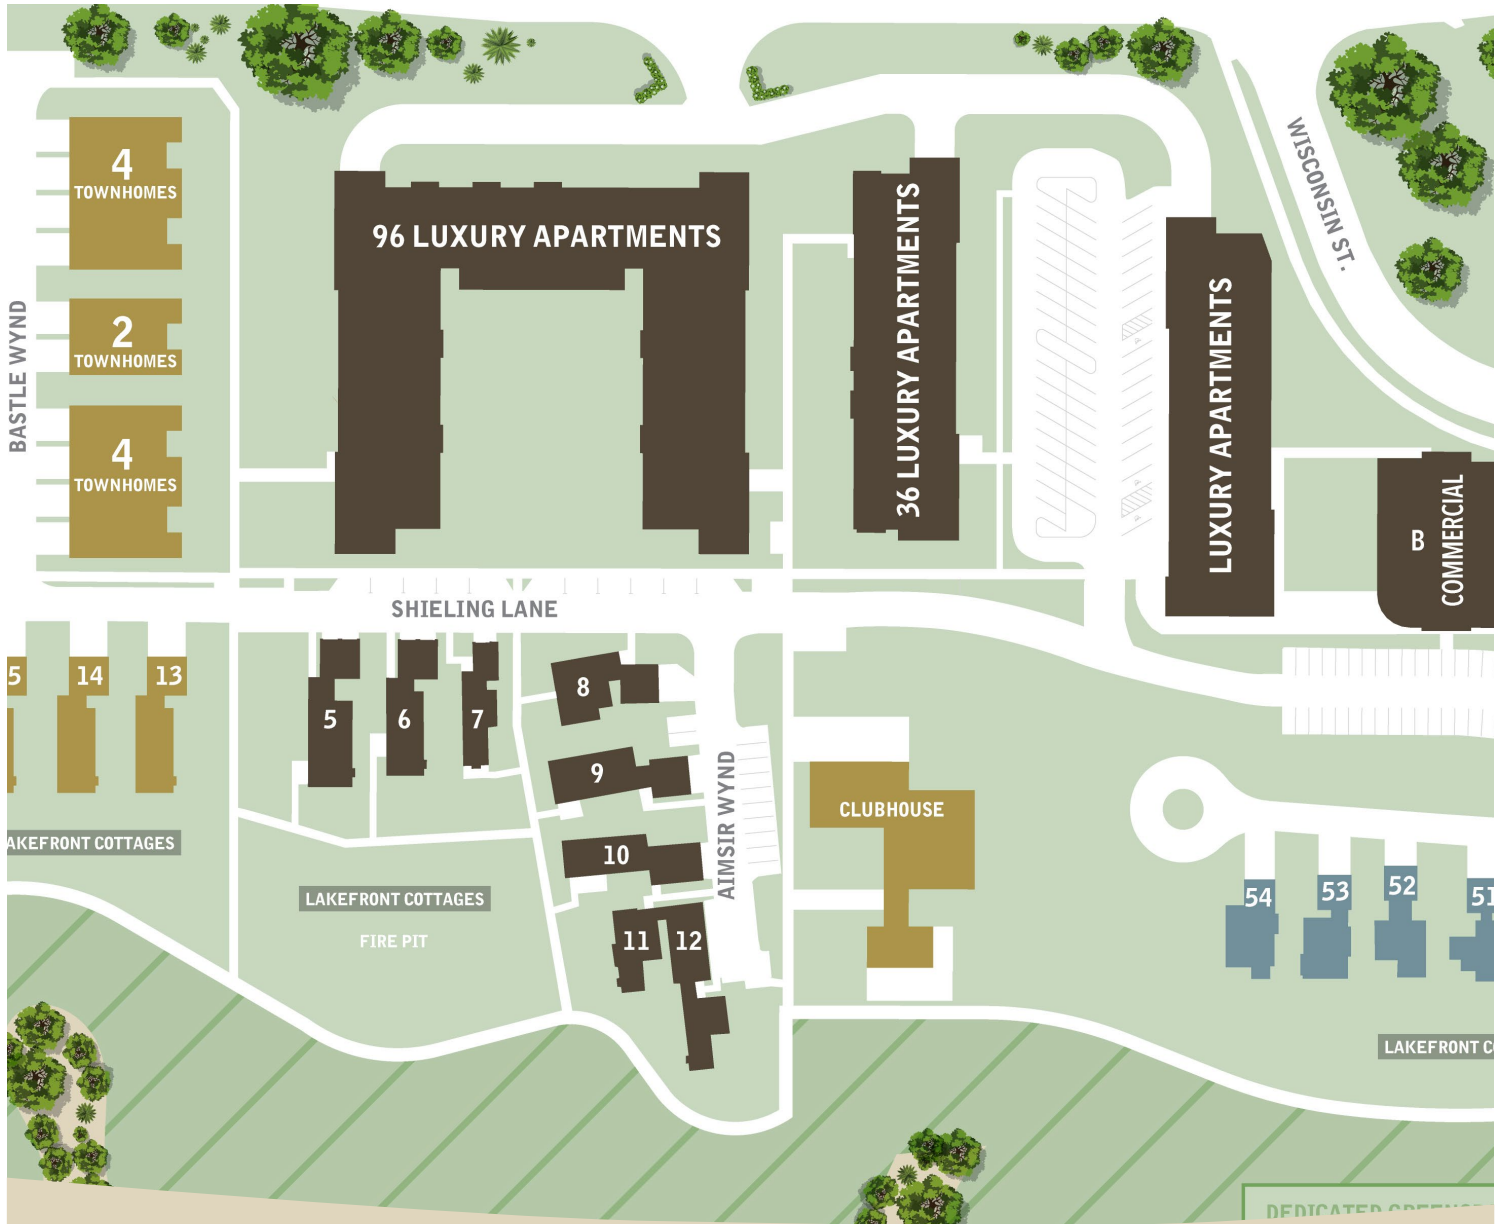 4
TOWNHOMES
96 LUXURY APARTMENTS
36 LUXURY APARTMENTS
LUXURY APARTMENTS
WISCONSIN ST.
2
TOWNHOMES
BASTLE WYND
4
TOWNHOMES
B
COMMERCIAL
SHIELING LANE
5
14
13
5
6
7
8
9
10
11
12
AIMSIR WYND
CLUBHOUSE
54
53
52
51
AKEFRONT COTTAGES
LAKEFRONT COTTAGES
FIRE PIT
LAKEFRONT CO
DEDICATED